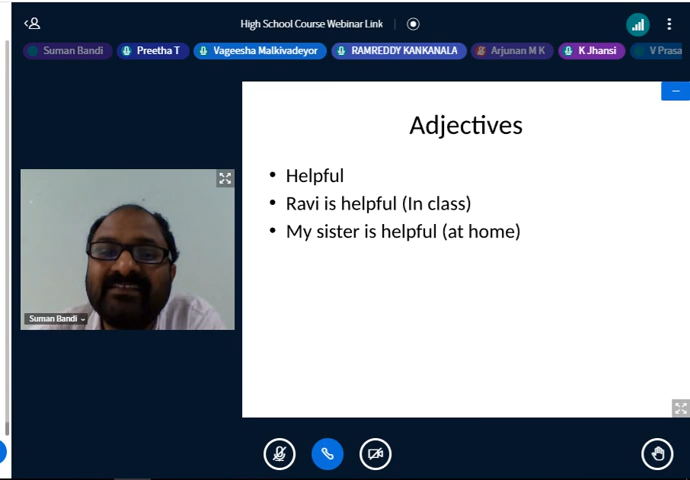 High School Course Webinar Link
Suman Bandi
Preetha T
Vageesha Malkivadeyor
RAMREDDY KANKANALA
Arjunan M K
K Jhansi
V Prasa
Adjectives
• Helpful
• Ravi is helpful (In class)
• My sister is helpful (at home)
Suman Bandi